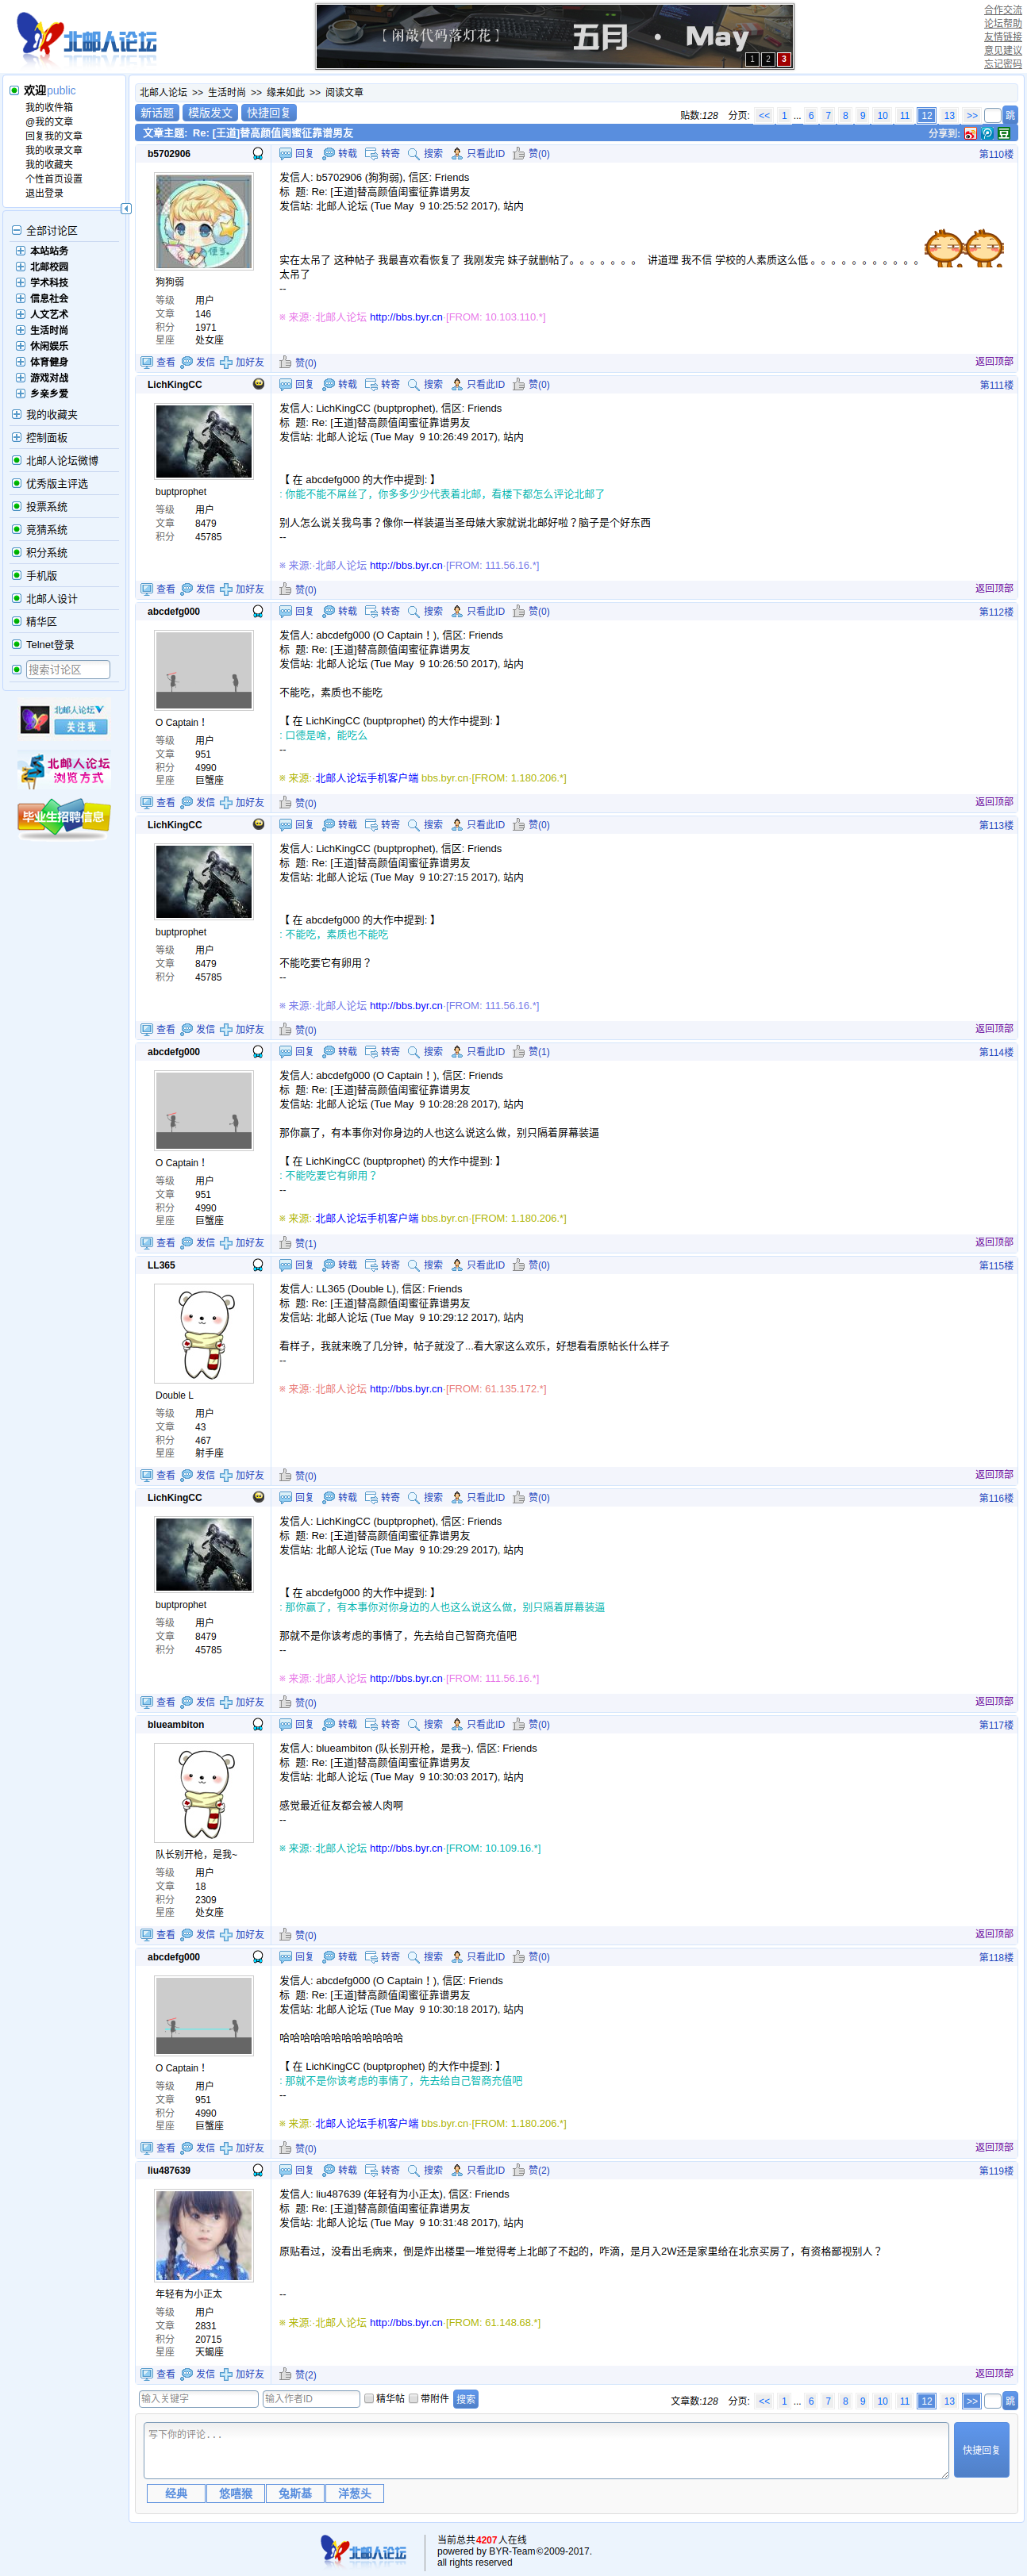 北邮人论坛
【 闲敲代码落灯花 】 五月 · May
1 2 3
合作交流
论坛帮助
友情链接
意见建议
忘记密码
欢迎public
我的收件箱
@我的文章
回复我的文章
我的收录文章
我的收藏夹
个性首页设置
退出登录
全部讨论区
本站站务
北邮校园
学术科技
信息社会
人文艺术
生活时尚
休闲娱乐
体育健身
游戏对战
乡亲乡爱
我的收藏夹
控制面板
北邮人论坛微博
优秀版主评选
投票系统
竞猜系统
积分系统
手机版
北邮人设计
精华区
Telnet登录
搜索讨论区
北邮人论坛
关注我
北邮人论坛
浏览方式
毕业生招聘信息
北邮人论坛 >> 生活时尚 >> 缘来如此 >> 阅读文章
新话题 模版发文 快捷回复
贴数:128 分页: << 1 ... 6 7 8 9 10 11 12 13 >> 跳
文章主题: Re: [王道]替高颜值闺蜜征靠谱男友 分享到:
b5702906 回复 转载 转寄 搜索 只看此ID 赞(0) 第110楼
狗狗弱
等级 用户
文章 146
积分 1971
星座 处女座
发信人: b5702906 (狗狗弱), 信区: Friends
标 题: Re: [王道]替高颜值闺蜜征靠谱男友
发信站: 北邮人论坛 (Tue May 9 10:25:52 2017), 站内
实在太吊了 这种帖子 我最喜欢看恢复了 我刚发完 妹子就删帖了。。。。。。。 讲道理 我不信 学校的人素质这么低 。。。。。。。。。。。
太吊了
--
※ 来源:·北邮人论坛 http://bbs.byr.cn·[FROM: 10.103.110.*]
查看 发信 加好友 赞(0) 返回顶部
LichKingCC 回复 转载 转寄 搜索 只看此ID 赞(0) 第111楼
buptprophet
等级 用户
文章 8479
积分 45785
发信人: LichKingCC (buptprophet), 信区: Friends
标 题: Re: [王道]替高颜值闺蜜征靠谱男友
发信站: 北邮人论坛 (Tue May 9 10:26:49 2017), 站内
【 在 abcdefg000 的大作中提到: 】
: 你能不能不屌丝了，你多多少少代表着北邮，看楼下都怎么评论北邮了
别人怎么说关我鸟事？像你一样装逼当圣母婊大家就说北邮好啦？脑子是个好东西
--
※ 来源:·北邮人论坛 http://bbs.byr.cn·[FROM: 111.56.16.*]
查看 发信 加好友 赞(0) 返回顶部
abcdefg000 回复 转载 转寄 搜索 只看此ID 赞(0) 第112楼
O Captain！
等级 用户
文章 951
积分 4990
星座 巨蟹座
发信人: abcdefg000 (O Captain！), 信区: Friends
标 题: Re: [王道]替高颜值闺蜜征靠谱男友
发信站: 北邮人论坛 (Tue May 9 10:26:50 2017), 站内
不能吃，素质也不能吃
【 在 LichKingCC (buptprophet) 的大作中提到: 】
: 口德是啥，能吃么
--
※ 来源:·北邮人论坛手机客户端 bbs.byr.cn·[FROM: 1.180.206.*]
查看 发信 加好友 赞(0) 返回顶部
LichKingCC 回复 转载 转寄 搜索 只看此ID 赞(0) 第113楼
buptprophet
等级 用户
文章 8479
积分 45785
发信人: LichKingCC (buptprophet), 信区: Friends
标 题: Re: [王道]替高颜值闺蜜征靠谱男友
发信站: 北邮人论坛 (Tue May 9 10:27:15 2017), 站内
【 在 abcdefg000 的大作中提到: 】
: 不能吃，素质也不能吃
不能吃要它有卵用？
--
※ 来源:·北邮人论坛 http://bbs.byr.cn·[FROM: 111.56.16.*]
查看 发信 加好友 赞(0) 返回顶部
abcdefg000 回复 转载 转寄 搜索 只看此ID 赞(1) 第114楼
O Captain！
等级 用户
文章 951
积分 4990
星座 巨蟹座
发信人: abcdefg000 (O Captain！), 信区: Friends
标 题: Re: [王道]替高颜值闺蜜征靠谱男友
发信站: 北邮人论坛 (Tue May 9 10:28:28 2017), 站内
那你赢了，有本事你对你身边的人也这么说这么做，别只隔着屏幕装逼
【 在 LichKingCC (buptprophet) 的大作中提到: 】
: 不能吃要它有卵用？
--
※ 来源:·北邮人论坛手机客户端 bbs.byr.cn·[FROM: 1.180.206.*]
查看 发信 加好友 赞(1) 返回顶部
LL365 回复 转载 转寄 搜索 只看此ID 赞(0) 第115楼
Double L
等级 用户
文章 43
积分 467
星座 射手座
发信人: LL365 (Double L), 信区: Friends
标 题: Re: [王道]替高颜值闺蜜征靠谱男友
发信站: 北邮人论坛 (Tue May 9 10:29:12 2017), 站内
看样子，我就来晚了几分钟，帖子就没了...看大家这么欢乐，好想看看原帖长什么样子
--
※ 来源:·北邮人论坛 http://bbs.byr.cn·[FROM: 61.135.172.*]
查看 发信 加好友 赞(0) 返回顶部
LichKingCC 回复 转载 转寄 搜索 只看此ID 赞(0) 第116楼
buptprophet
等级 用户
文章 8479
积分 45785
发信人: LichKingCC (buptprophet), 信区: Friends
标 题: Re: [王道]替高颜值闺蜜征靠谱男友
发信站: 北邮人论坛 (Tue May 9 10:29:29 2017), 站内
【 在 abcdefg000 的大作中提到: 】
: 那你赢了，有本事你对你身边的人也这么说这么做，别只隔着屏幕装逼
那就不是你该考虑的事情了，先去给自己智商充值吧
--
※ 来源:·北邮人论坛 http://bbs.byr.cn·[FROM: 111.56.16.*]
查看 发信 加好友 赞(0) 返回顶部
blueambiton 回复 转载 转寄 搜索 只看此ID 赞(0) 第117楼
队长别开枪，是我~
等级 用户
文章 18
积分 2309
星座 处女座
发信人: blueambiton (队长别开枪，是我~), 信区: Friends
标 题: Re: [王道]替高颜值闺蜜征靠谱男友
发信站: 北邮人论坛 (Tue May 9 10:30:03 2017), 站内
感觉最近征友都会被人肉啊
--
※ 来源:·北邮人论坛 http://bbs.byr.cn·[FROM: 10.109.16.*]
查看 发信 加好友 赞(0) 返回顶部
abcdefg000 回复 转载 转寄 搜索 只看此ID 赞(0) 第118楼
O Captain！
等级 用户
文章 951
积分 4990
星座 巨蟹座
发信人: abcdefg000 (O Captain！), 信区: Friends
标 题: Re: [王道]替高颜值闺蜜征靠谱男友
发信站: 北邮人论坛 (Tue May 9 10:30:18 2017), 站内
哈哈哈哈哈哈哈哈哈哈哈哈
【 在 LichKingCC (buptprophet) 的大作中提到: 】
: 那就不是你该考虑的事情了，先去给自己智商充值吧
--
※ 来源:·北邮人论坛手机客户端 bbs.byr.cn·[FROM: 1.180.206.*]
查看 发信 加好友 赞(0) 返回顶部
liu487639 回复 转载 转寄 搜索 只看此ID 赞(2) 第119楼
年轻有为小正太
等级 用户
文章 2831
积分 20715
星座 天蝎座
发信人: liu487639 (年轻有为小正太), 信区: Friends
标 题: Re: [王道]替高颜值闺蜜征靠谱男友
发信站: 北邮人论坛 (Tue May 9 10:31:48 2017), 站内
原贴看过，没看出毛病来，倒是炸出楼里一堆觉得考上北邮了不起的，咋滴，是月入2W还是家里给在北京买房了，有资格鄙视别人？
--
※ 来源:·北邮人论坛 http://bbs.byr.cn·[FROM: 61.148.68.*]
查看 发信 加好友 赞(2) 返回顶部
输入关键字 输入作者ID 精华帖 带附件 搜索
文章数:128 分页: << 1 ... 6 7 8 9 10 11 12 13 >> 跳
写下你的评论...
快捷回复
经典 悠嘻猴 兔斯基 洋葱头
北邮人论坛
当前总共4207人在线
powered by BYR-Team©2009-2017.
all rights reserved